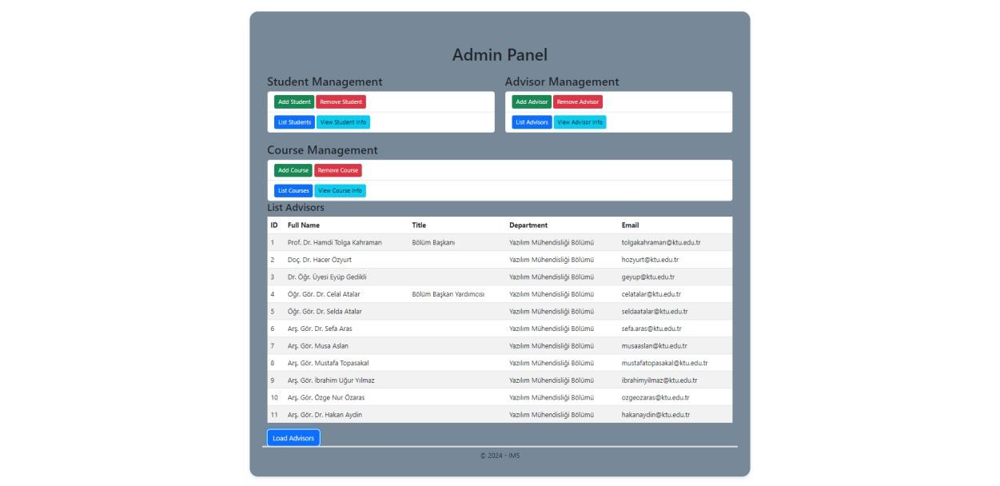 Admin Panel
Student Management
Advisor Management
Add Student Remove Student
Add Advisor Remove Advisor
List Students View Student Info
List Advisors View Advisor Info
Course Management
Add Course Remove Course
List Courses View Course Info
List Advisors
ID Full Name Title Department Email
1 Prof. Dr. Hamdi Tolga Kahraman Bölüm Başkanı Yazılım Mühendisliği Bölümü tolgakahraman@ktu.edu.tr
2 Doç. Dr. Hacer Özyurt Yazılım Mühendisliği Bölümü hozyurt@ktu.edu.tr
3 Dr. Öğr. Üyesi Eyüp Gedikli Yazılım Mühendisliği Bölümü geyup@ktu.edu.tr
4 Öğr. Gör. Dr. Celal Atalar Bölüm Başkan Yardımcısı Yazılım Mühendisliği Bölümü celatalar@ktu.edu.tr
5 Öğr. Gör. Dr. Selda Atalar Yazılım Mühendisliği Bölümü seldaatalar@ktu.edu.tr
6 Arş. Gör. Dr. Sefa Aras Yazılım Mühendisliği Bölümü sefa.aras@ktu.edu.tr
7 Arş. Gör. Musa Aslan Yazılım Mühendisliği Bölümü musaaslan@ktu.edu.tr
8 Arş. Gör. Mustafa Topasakal Yazılım Mühendisliği Bölümü mustafatopasakal@ktu.edu.tr
9 Arş. Gör. İbrahim Uğur Yılmaz Yazılım Mühendisliği Bölümü ibrahimyilmaz@ktu.edu.tr
10 Arş. Gör. Özge Nur Özaras Yazılım Mühendisliği Bölümü ozgeozaras@ktu.edu.tr
11 Arş. Gör. Dr. Hakan Aydin Yazılım Mühendisliği Bölümü hakanaydin@ktu.edu.tr
Load Advisors
© 2024 - IMS